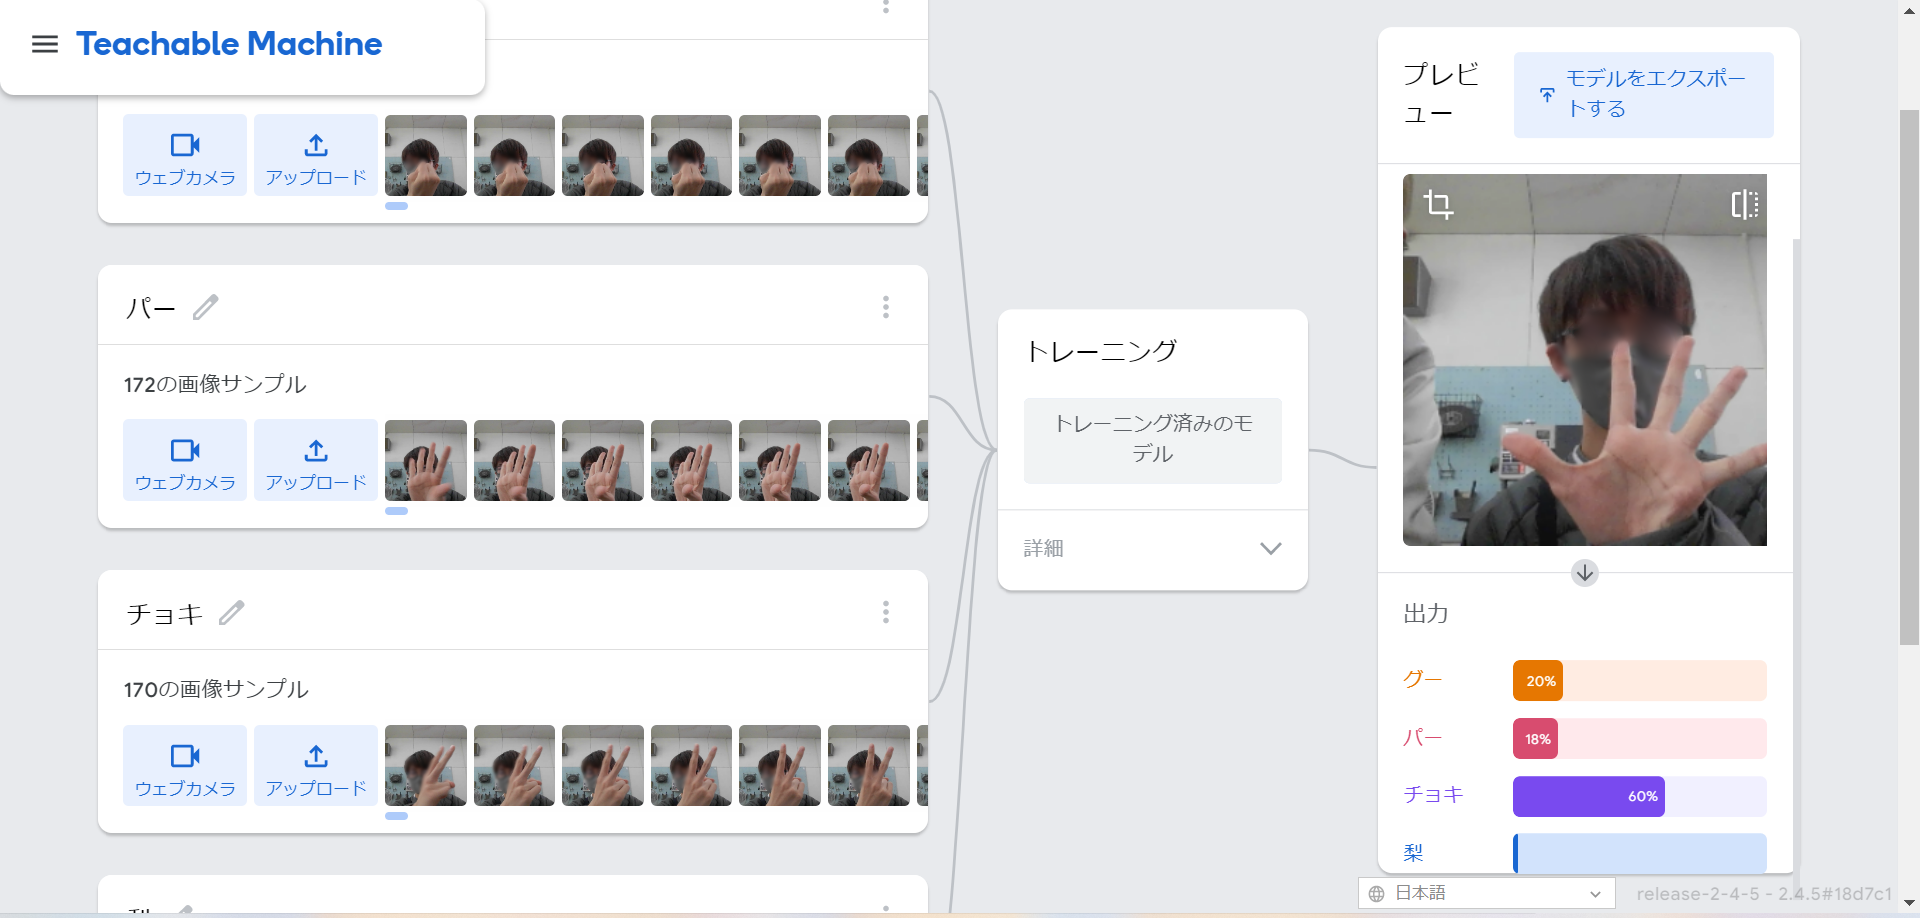 Teachable Machine
ウェブカメラ
アップロード
パー
172の画像サンプル
ウェブカメラ
アップロード
チョキ
170の画像サンプル
ウェブカメラ
アップロード
トレーニング
トレーニング済みのモ
デル
詳細
プレビ
ュー
モデルをエクスポー
トする
出力
グー
20%
パー
18%
チョキ
60%
梨
日本語
release-2-4-5 - 2.4.5#18d7c1